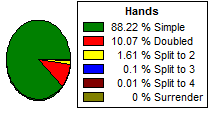 Hands
88.22 % Simple
10.07 % Doubled
1.61 % Split to 2
0.1 % Split to 3
0.01 % Split to 4
0 % Surrender